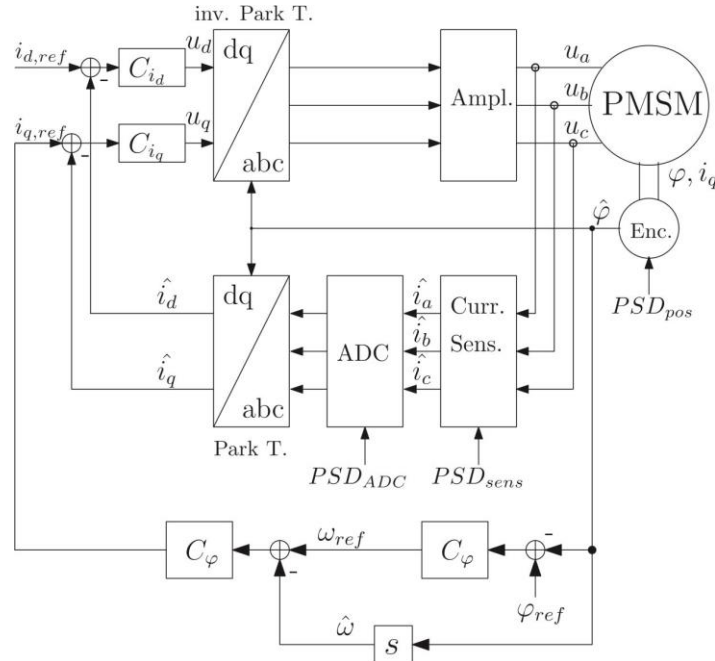 inv. Park T.
i_{d,ref}
-
C_{i_d}
u_d
dq
abc
Ampl.
u_a
u_b
u_c
PMSM
i_{q,ref}
-
C_{i_q}
u_q
φ, i_q
φ̂
Enc.
PSD_{pos}
î_d
î_q
dq
abc
Park T.
ADC
PSD_{ADC}
î_a
î_b
î_c
Curr.
Sens.
PSD_{sens}
C_φ
-
ω_{ref}
C_φ
-
φ_{ref}
ω̂
s